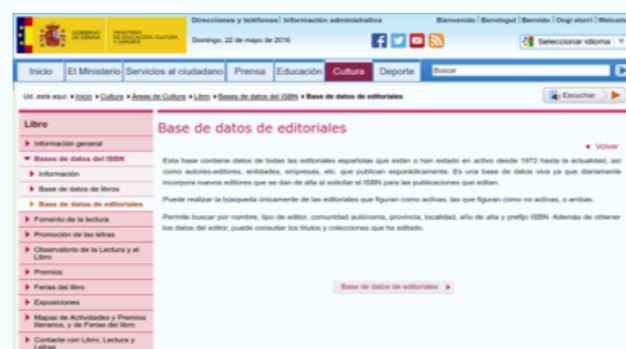 Direcciones y teléfonos Información administrativa
Bienvenido Benvingut Benvido Ongi etorri Welcome
GOBIERNO DE ESPAÑA
MINISTERIO DE EDUCACIÓN, CULTURA Y DEPORTE
Domingo, 22 de mayo de 2016
Seleccionar idioma
Inicio El Ministerio Servicios al ciudadano Prensa Educación Cultura Deporte Buscar
Ud. está aquí: Inicio Cultura Áreas de Cultura Libro Bases de datos del ISBN Base de datos de editoriales
Escuchar
Libro
Información general
Bases de datos del ISBN
Información
Base de datos de libros
Base de datos de editoriales
Fomento de la lectura
Promoción de las letras
Observatorio de la Lectura y el
Libro
Premios
Ferias del libro
Exposiciones
Mapas de Actividades y Premios
literarios, y de Ferias del libro
Contacte con Libro, Lectura y
Letras
Base de datos de editoriales
Volver
Esta base contiene datos de todas las editoriales españolas que están o han estado en activo desde 1972 hasta la actualidad, así
como autores-editores, entidades, empresas, etc. que publican esporádicamente. Es una base de datos viva ya que diariamente
incorpora nuevos editores que se dan de alta al solicitar el ISBN para las publicaciones que editan.
Puede realizar la búsqueda únicamente de las editoriales que figuran como activas, las que figuran como no activas, o ambas.
Permite buscar por nombre, tipo de editor, comunidad autónoma, provincia, localidad, año de alta y prefijo ISBN. Además de obtener
los datos del editor, puede consultar los títulos y colecciones que ha editado.
Base de datos de editoriales